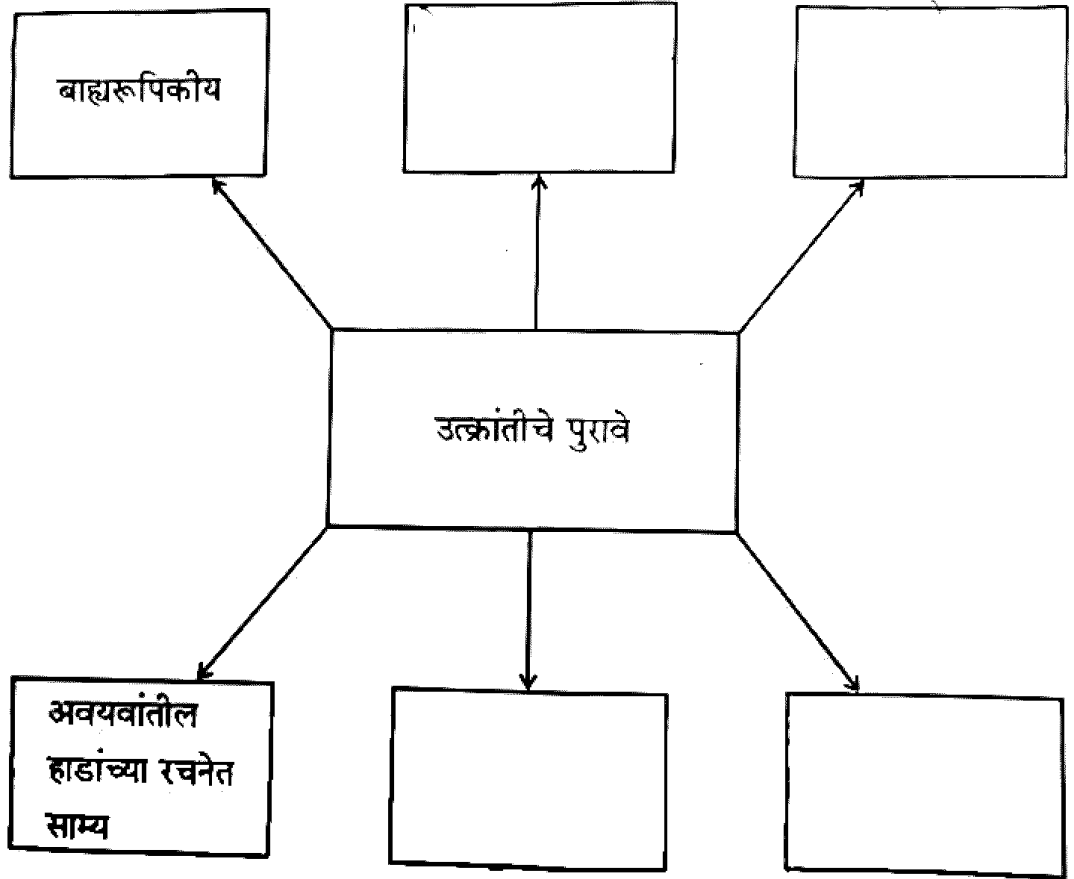 बाह्यरूपिकीय
उत्क्रांतीचे पुरावे
अवयवांतील
हाडांच्या रचनेत
साम्य